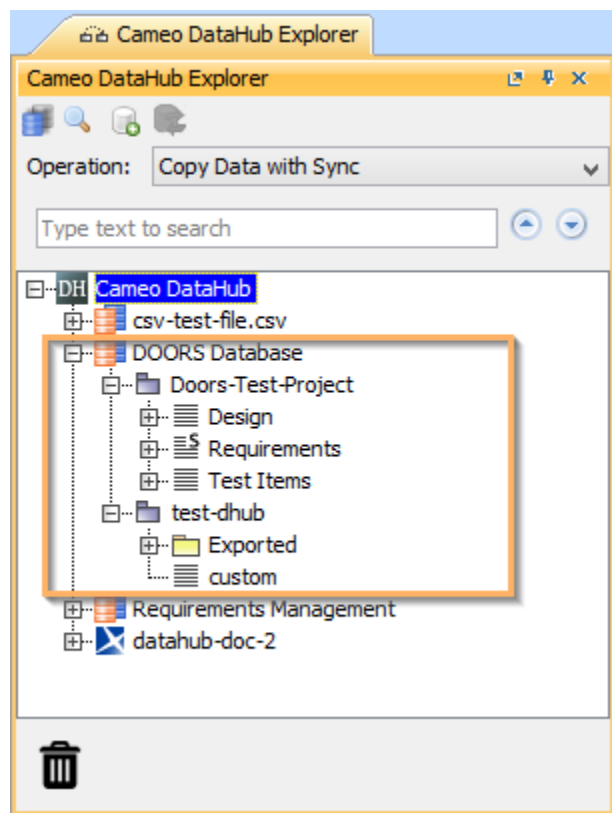 Cameo DataHub Explorer
Cameo DataHub Explorer
Operation: Copy Data with Sync
Type text to search
DH Cameo DataHub
csv-test-file.csv
DOORS Database
Doors-Test-Project
Design
S Requirements
Test Items
test-dhub
Exported
custom
Requirements Management
datahub-doc-2